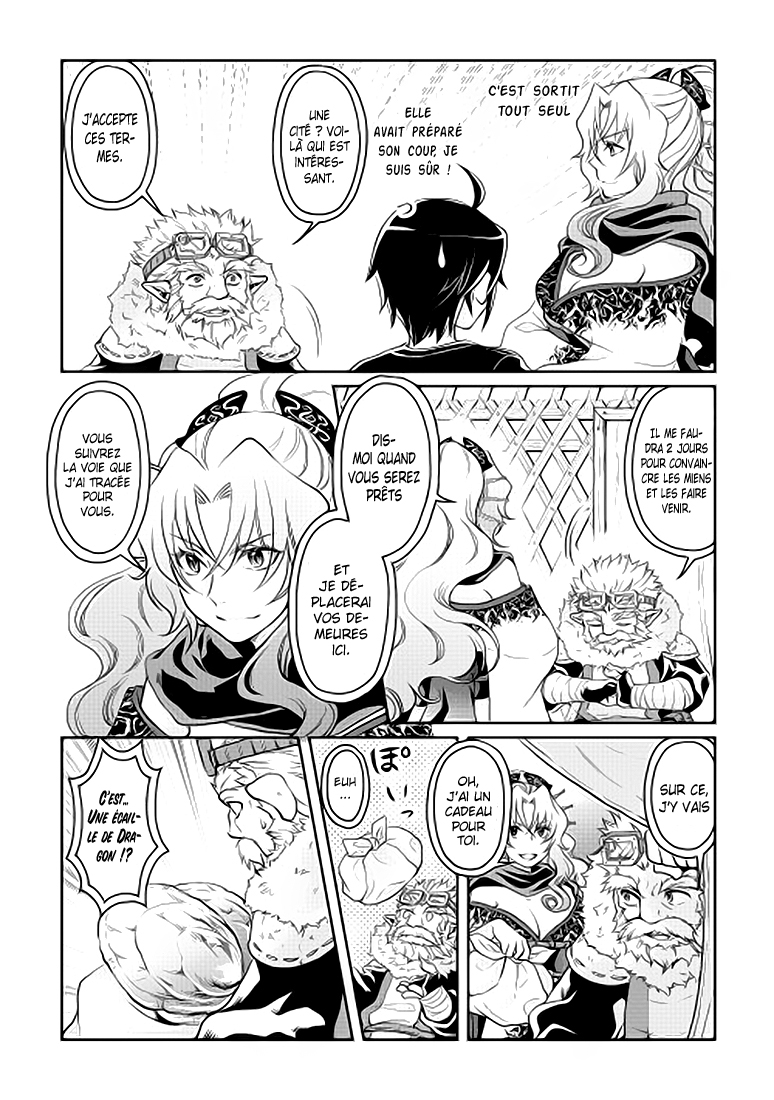 C'EST SORTIT
TOUT SEUL
ELLE
AVAIT PRÉPARÉ
SON COUP, JE
SUIS SÛR !
UNE
CITÉ ? VOI-
LÀ QUI EST
INTÉRES-
SANT.
J'ACCEPTE
CES TER-
MES.
IL ME FAU-
DRA 2 JOURS
POUR CONVAIN-
CRE LES MIENS
ET LES FAIRE
VENIR.
DIS-
MOI QUAND
VOUS SEREZ
PRÊTS
ET
JE DÉ-
PLACERAI
VOS DE-
MEURES
ICI.
VOUS
SUIVREZ
LA VOIE QUE
J'AI TRACÉE
POUR
VOUS.
SUR CE,
J'Y VAIS
OH,
J'AI UN
CADEAU
POUR
TOI.
ぽいっ
EUH
...
C'EST...
UNE ÉCAIL-
LE DE DRA-
GON !?